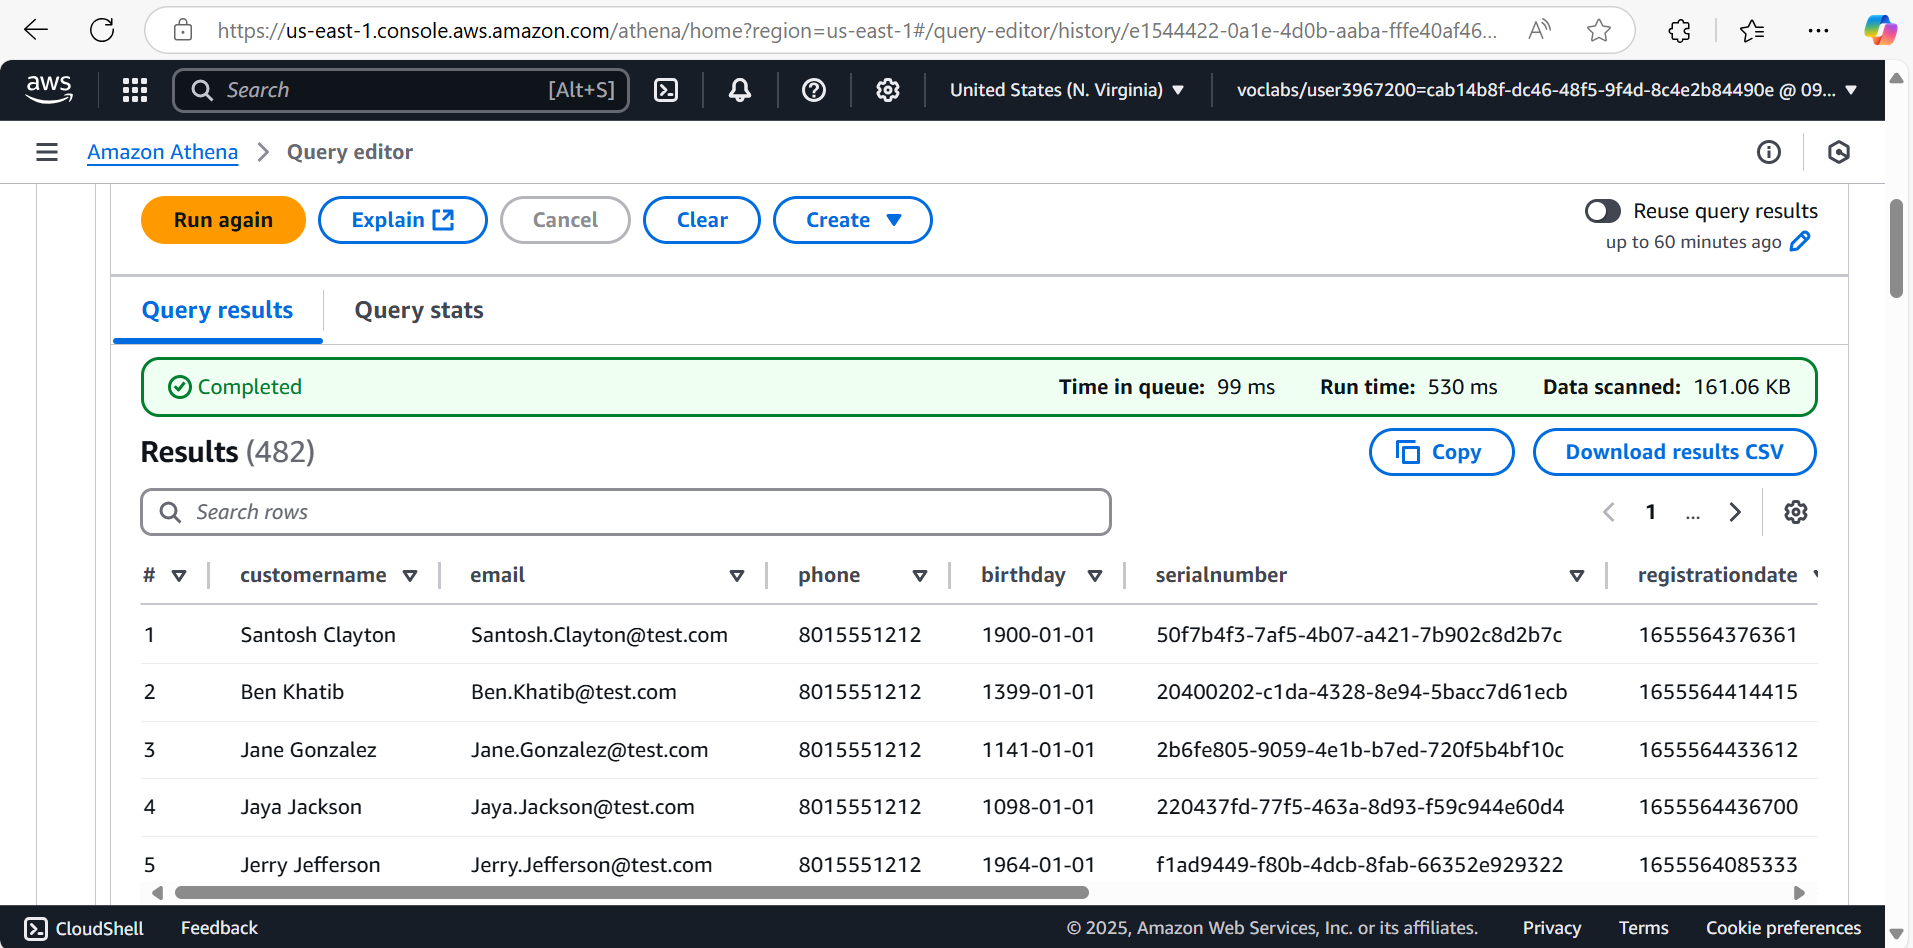 https://us-east-1.console.aws.amazon.com/athena/home?region=us-east-1#/query-editor/history/e1544422-0a1e-4d0b-aaba-fffe40af46...
aws
Search [Alt+S]
United States (N. Virginia)
voclabs/user3967200=cab14b8f-dc46-48f5-9f4d-8c4e2b84490e @ 09...
Amazon Athena > Query editor
Run again Explain Cancel Clear Create
Reuse query results
up to 60 minutes ago
Query results Query stats
Completed Time in queue: 99 ms Run time: 530 ms Data scanned: 161.06 KB
Results (482) Copy Download results CSV
Search rows 1 ...
# customername email phone birthday serialnumber registrationdate
1 Santosh Clayton Santosh.Clayton@test.com 8015551212 1900-01-01 50f7b4f3-7af5-4b07-a421-7b902c8d2b7c 1655564376361
2 Ben Khatib Ben.Khatib@test.com 8015551212 1399-01-01 20400202-c1da-4328-8e94-5bacc7d61ecb 1655564414415
3 Jane Gonzalez Jane.Gonzalez@test.com 8015551212 1141-01-01 2b6fe805-9059-4e1b-b7ed-720f5b4bf10c 1655564433612
4 Jaya Jackson Jaya.Jackson@test.com 8015551212 1098-01-01 220437fd-77f5-463a-8d93-f59c944e60d4 1655564436700
5 Jerry Jefferson Jerry.Jefferson@test.com 8015551212 1964-01-01 f1ad9449-f80b-4dcb-8fab-66352e929322 1655564085333
CloudShell Feedback © 2025, Amazon Web Services, Inc. or its affiliates. Privacy Terms Cookie preferences